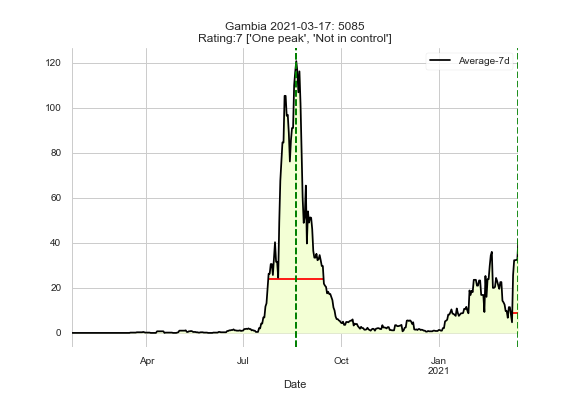 Gambia 2021-03-17: 5085
Rating:7 ['One peak', 'Not in control']
Average-7d
120
100
80
60
40
20
0
Apr
Jul
Oct
Jan
2021
Date